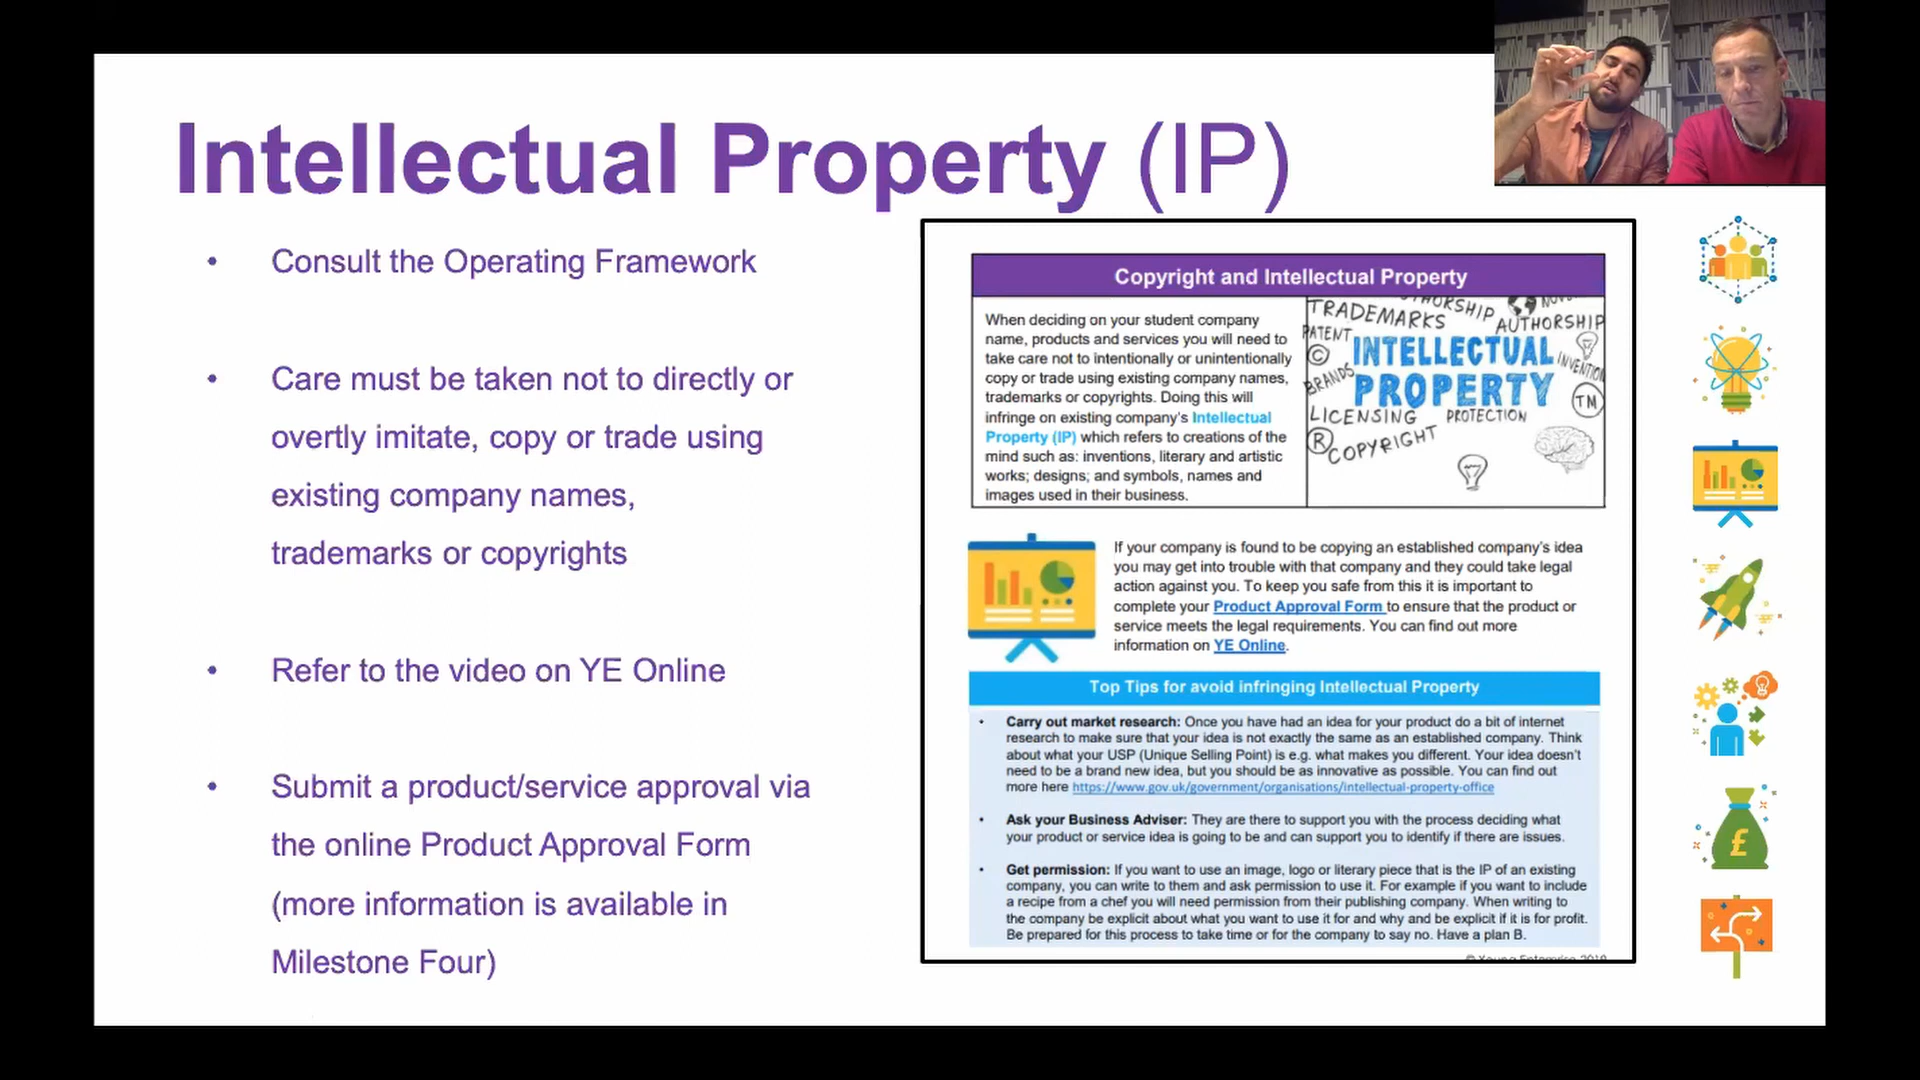 Intellectual Property (IP)
• Consult the Operating Framework
• Care must be taken not to directly or
overtly imitate, copy or trade using
existing company names,
trademarks or copyrights
• Refer to the video on YE Online
• Submit a product/service approval via
the online Product Approval Form
(more information is available in
Milestone Four)
Copyright and Intellectual Property
When deciding on your student company
name, products and services you will need to
take care not to intentionally or unintentionally
copy or trade using existing company names,
trademarks or copyrights. Doing this will
infringe on existing company's Intellectual
Property (IP) which refers to creations of the
mind such as: inventions, literary and artistic
works; designs; and symbols, names and
images used in their business.
TRADEMARKS
AUTHORSHIP
PATENT
©
INTELLECTUAL
BRANDS
PROPERTY
TM
LICENSING PROTECTION
®
COPYRIGHT
If your company is found to be copying an established company's idea
you may get into trouble with that company and they could take legal
action against you. To keep you safe from this it is important to
complete your Product Approval Form to ensure that the product or
service meets the legal requirements. You can find out more
information on YE Online.
Top Tips for avoid infringing Intellectual Property
• Carry out market research: Once you have had an idea for your product do a bit of internet
research to make sure that your idea is not exactly the same as an established company. Think
about what your USP (Unique Selling Point) is e.g. what makes you different. Your idea doesn't
need to be a brand new idea, but you should be as innovative as possible. You can find out
more here https://www.gov.uk/government/organisations/intellectual-property-office
• Ask your Business Adviser: They are there to support you with the process deciding what
your product or service idea is going to be and can support you to identify if there are issues.
• Get permission: If you want to use an image, logo or literary piece that is the IP of an existing
company, you can write to them and ask permission to use it. For example if you want to include
a recipe from a chef you will need permission from their publishing company. When writing to
the company be explicit about what you want to use it for and why and be explicit if it is for profit.
Be prepared for this process to take time or for the company to say no. Have a plan B.
£